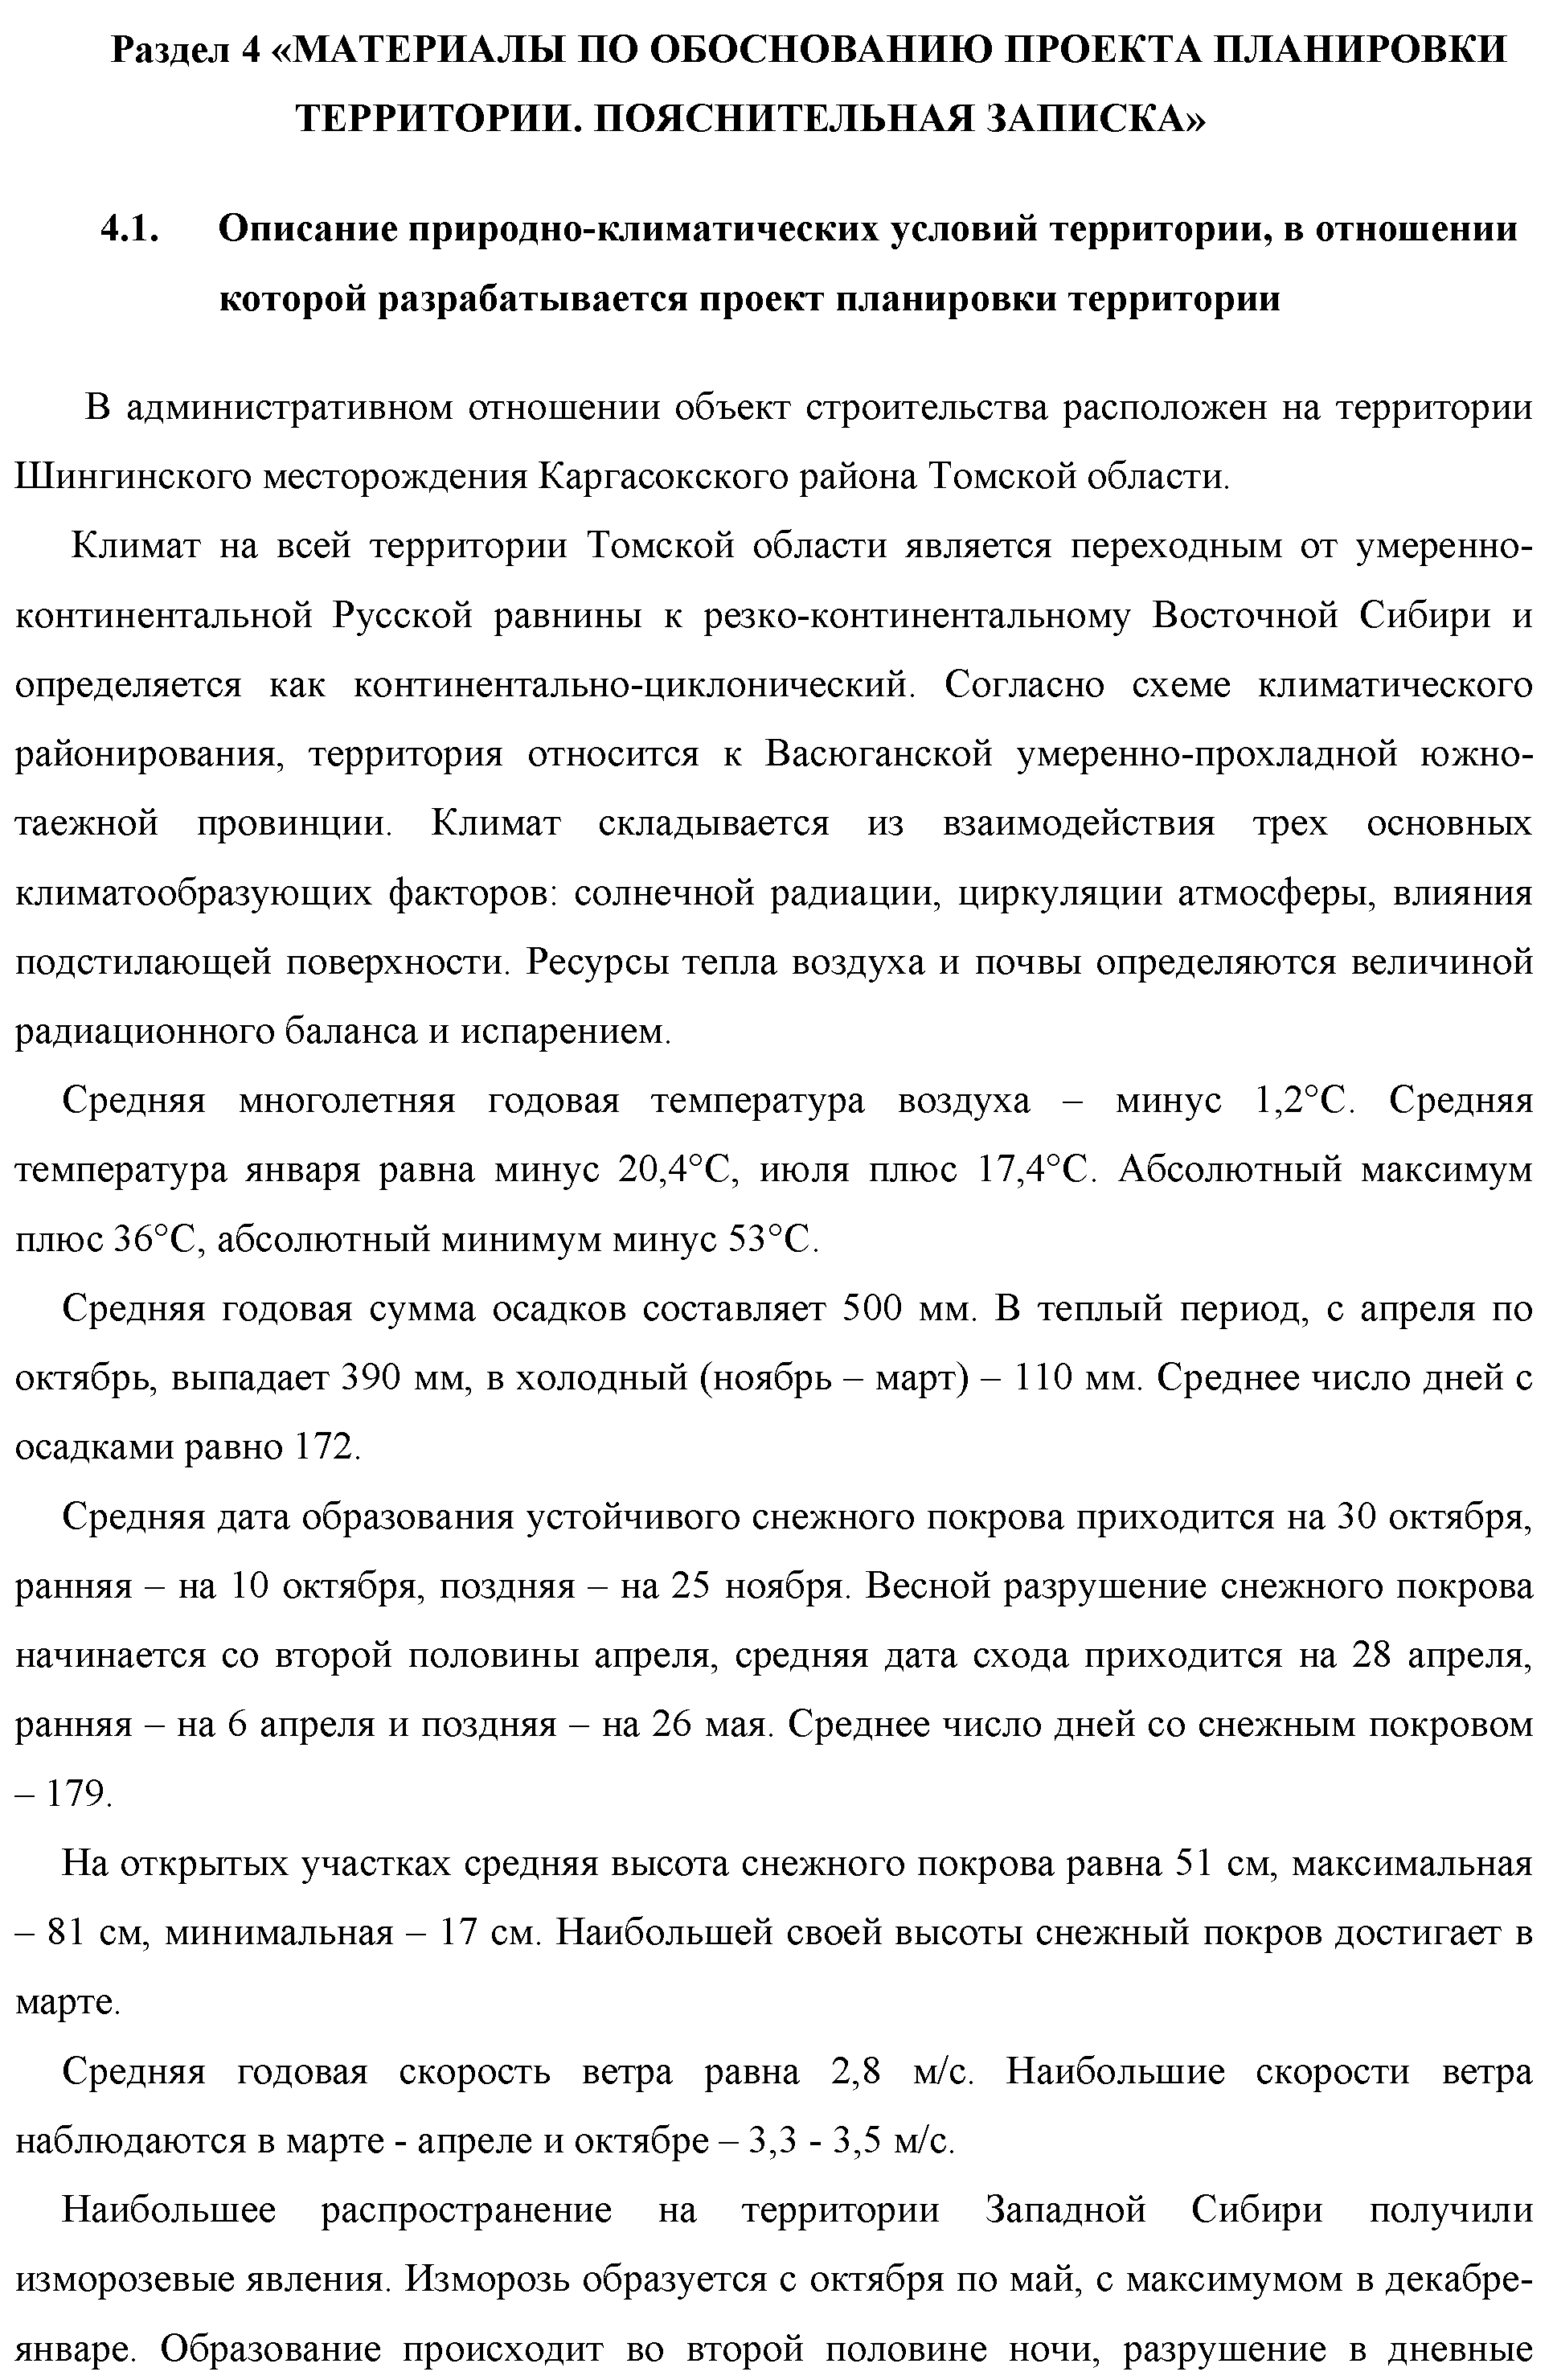 Раздел 4 «МАТЕРИАЛЫ ПО ОБОСНОВАНИЮ ПРОЕКТА ПЛАНИРОВКИ
ТЕРРИТОРИИ. ПОЯСНИТЕЛЬНАЯ ЗАПИСКА»
4.1. Описание природно-климатических условий территории, в отношении
которой разрабатывается проект планировки территории
В административном отношении объект строительства расположен на территории
Шингинского месторождения Каргасокского района Томской области.
Климат на всей территории Томской области является переходным от умеренно-
континентальной Русской равнины к резко-континентальному Восточной Сибири и
определяется как континентально-циклонический. Согласно схеме климатического
районирования, территория относится к Васюганской умеренно-прохладной южно-
таежной провинции. Климат складывается из взаимодействия трех основных
климатообразующих факторов: солнечной радиации, циркуляции атмосферы, влияния
подстилающей поверхности. Ресурсы тепла воздуха и почвы определяются величиной
радиационного баланса и испарением.
Средняя многолетняя годовая температура воздуха – минус 1,2°С. Средняя
температура января равна минус 20,4°С, июля плюс 17,4°С. Абсолютный максимум
плюс 36°С, абсолютный минимум минус 53°С.
Средняя годовая сумма осадков составляет 500 мм. В теплый период, с апреля по
октябрь, выпадает 390 мм, в холодный (ноябрь – март) – 110 мм. Среднее число дней с
осадками равно 172.
Средняя дата образования устойчивого снежного покрова приходится на 30 октября,
ранняя – на 10 октября, поздняя – на 25 ноября. Весной разрушение снежного покрова
начинается со второй половины апреля, средняя дата схода приходится на 28 апреля,
ранняя – на 6 апреля и поздняя – на 26 мая. Среднее число дней со снежным покровом
– 179.
На открытых участках средняя высота снежного покрова равна 51 см, максимальная
– 81 см, минимальная – 17 см. Наибольшей своей высоты снежный покров достигает в
марте.
Средняя годовая скорость ветра равна 2,8 м/с. Наибольшие скорости ветра
наблюдаются в марте - апреле и октябре – 3,3 - 3,5 м/с.
Наибольшее распространение на территории Западной Сибири получили
изморозевые явления. Изморозь образуется с октября по май, с максимумом в декабре-
январе. Образование происходит во второй половине ночи, разрушение в дневные